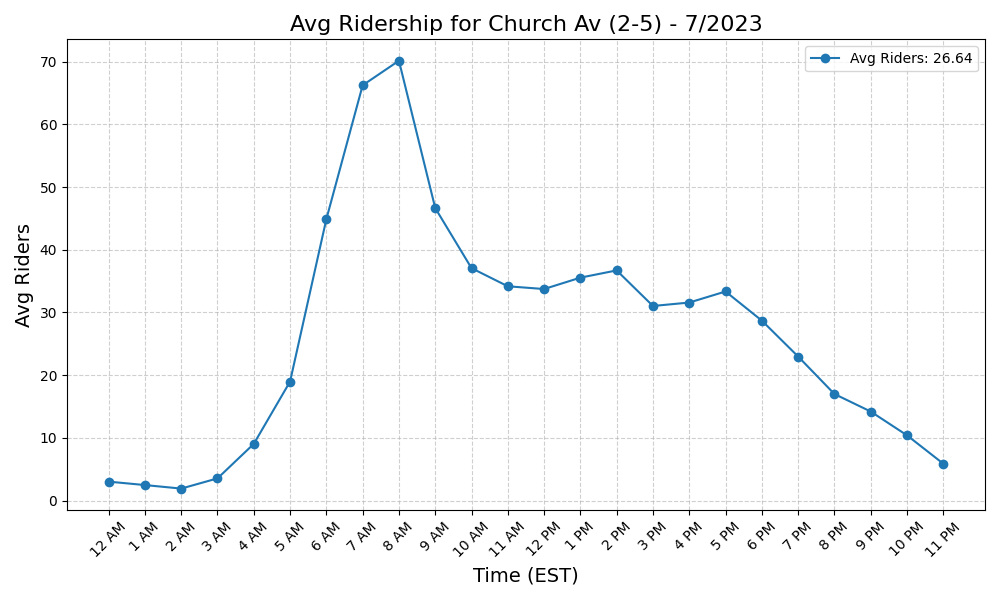 Avg Ridership for Church Av (2-5) - 7/2023
Avg Riders: 26.64
Avg Riders
70
60
50
40
30
20
10
0
12 AM
1 AM
2 AM
3 AM
4 AM
5 AM
6 AM
7 AM
8 AM
9 AM
10 AM
11 AM
12 PM
1 PM
2 PM
3 PM
4 PM
5 PM
6 PM
7 PM
8 PM
9 PM
10 PM
11 PM
Time (EST)